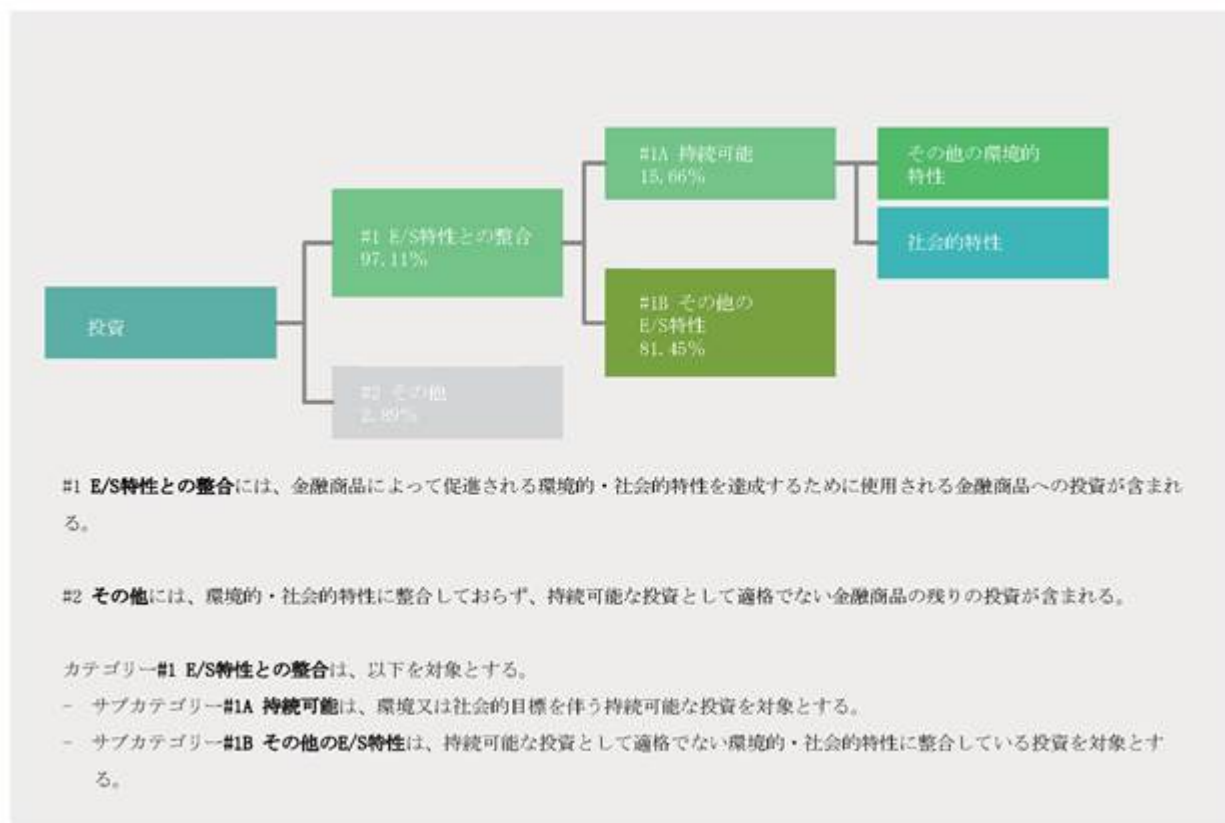 #1A 持続可能
15.66%
その他の環境的
特性
#1 E/S特性との整合
97.11%
社会的特性
#1B その他の
E/S特性
81.45%
投資
#2 その他
2.89%
#1 E/S特性との整合には、金融商品によって促進される環境的・社会的特性を達成するために使用される金融商品への投資が含まれ
る。
#2 その他には、環境的・社会的特性に整合しておらず、持続可能な投資として適格でない金融商品の残りの投資が含まれる。
カテゴリー#1 E/S特性との整合は、以下を対象とする。
- サブカテゴリー#1A 持続可能は、環境又は社会的目標を伴う持続可能な投資を対象とする。
- サブカテゴリー#1B その他のE/S特性は、持続可能な投資として適格でない環境的・社会的特性に整合している投資を対象とす
る。